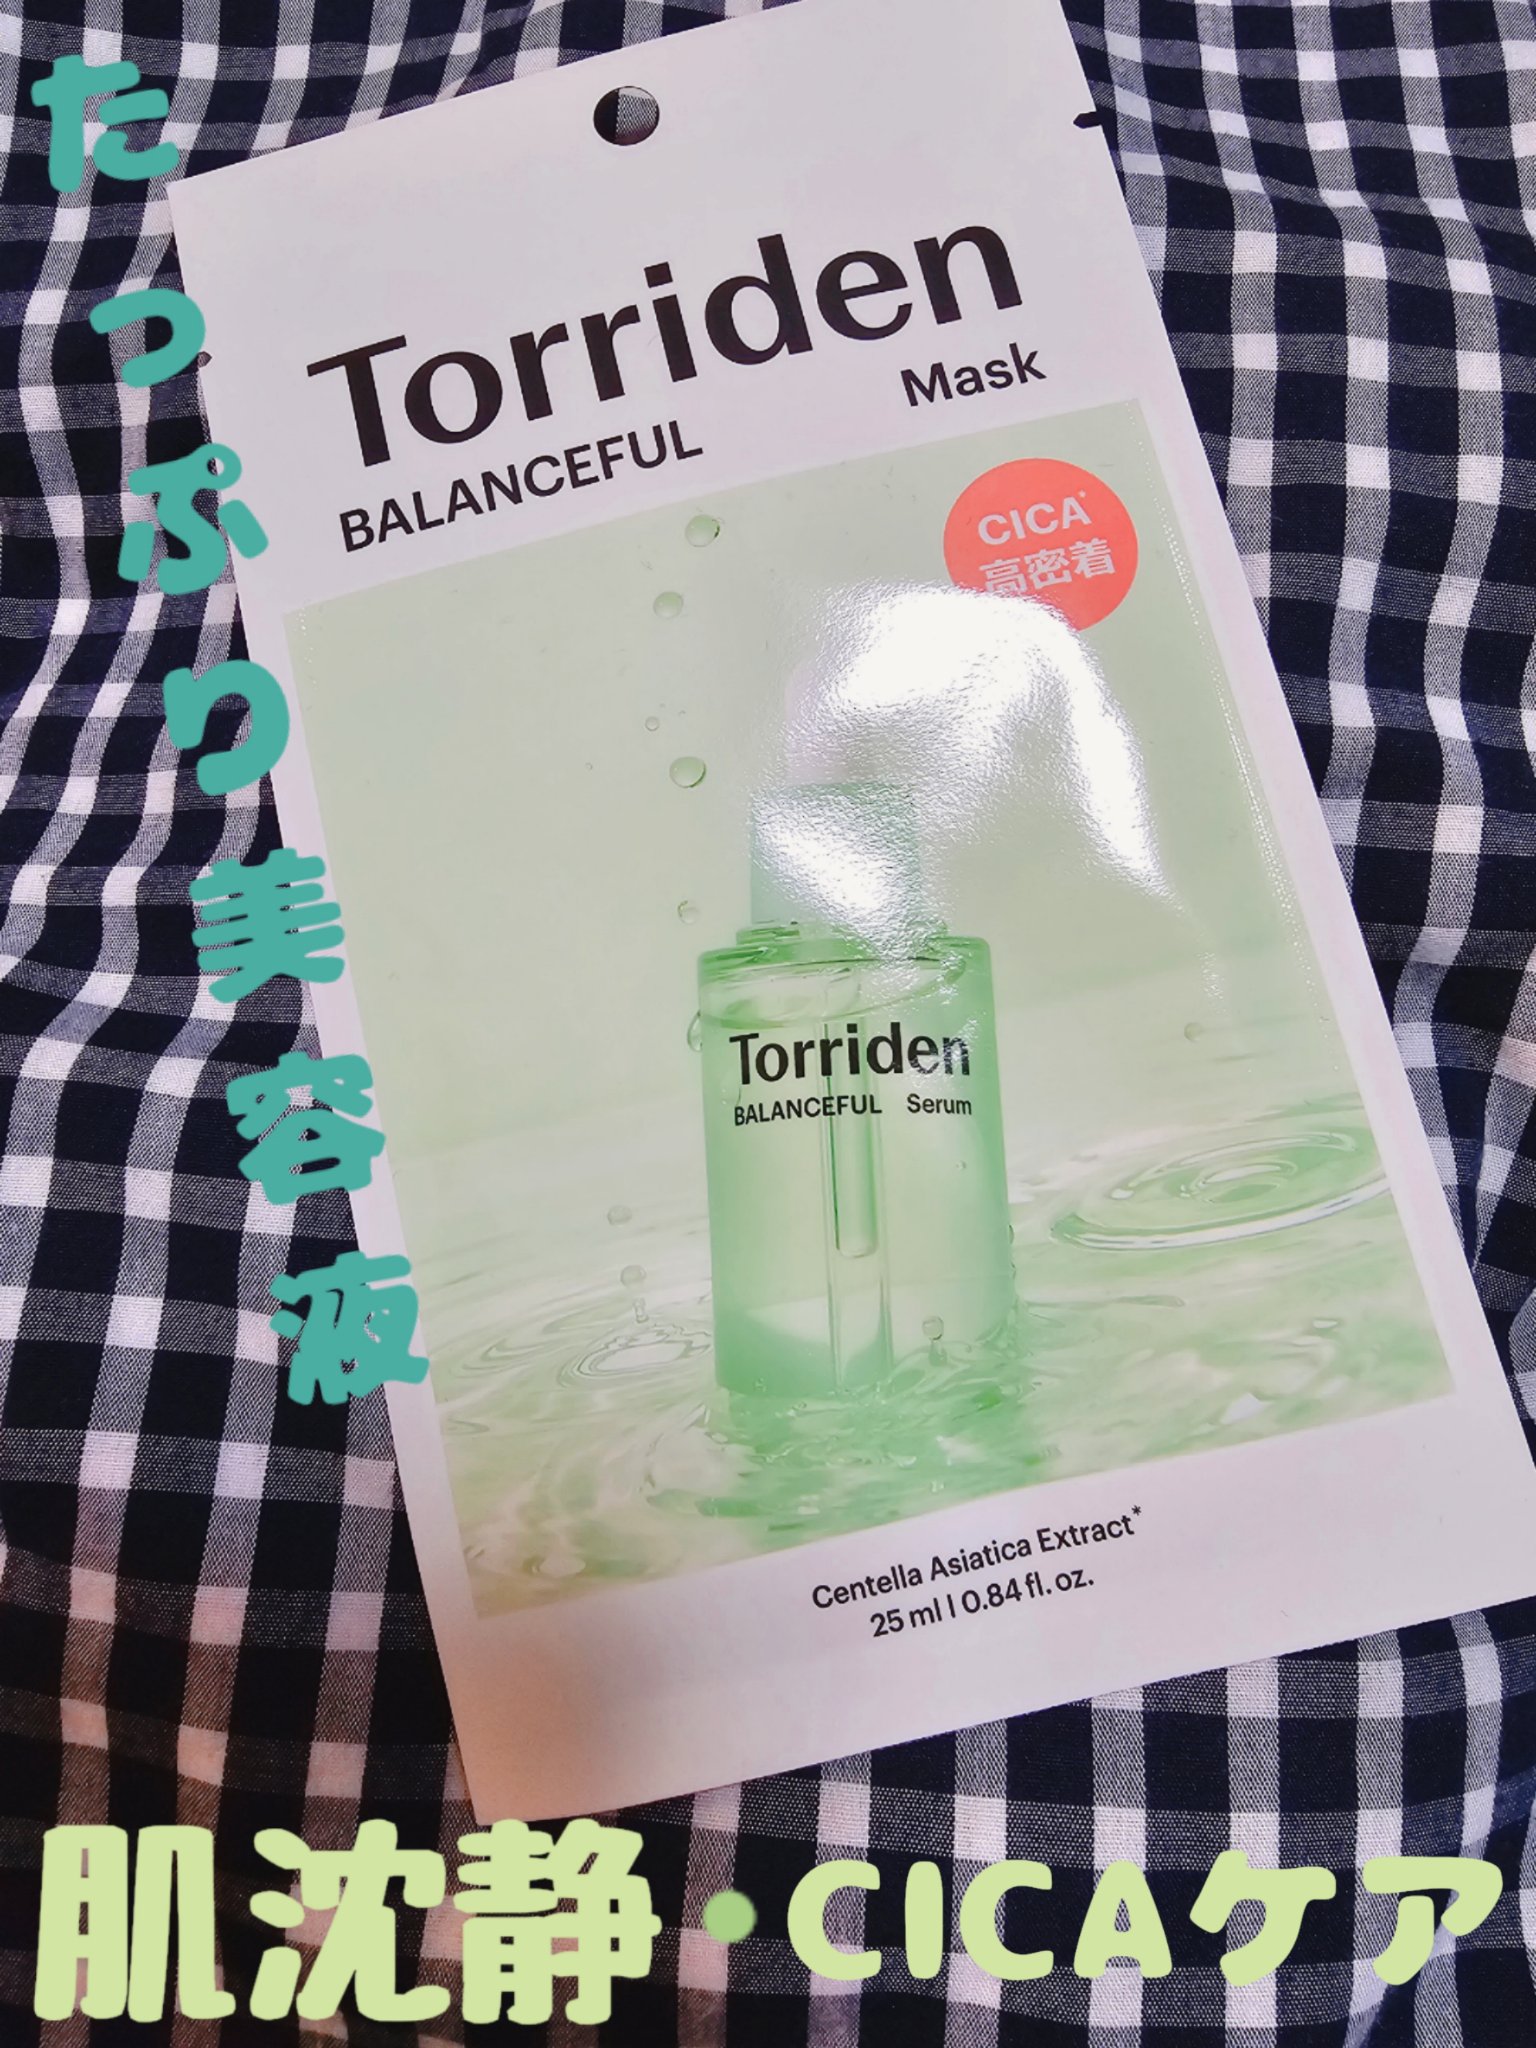 たっぷり美容液
Torriden
BALANCEFUL Mask
CICA*
高密着
Torriden
BALANCEFUL Serum
Centella Asiatica Extract*
25 ml | 0.84 fl. oz.
肌沈静・CICAケア